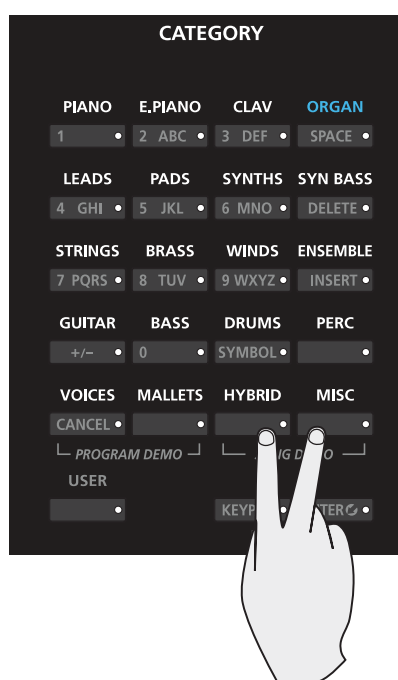 CATEGORY
PIANO E.PIANO CLAV ORGAN
1 2 ABC 3 DEF SPACE
LEADS PADS SYNTHS SYN BASS
4 GHI 5 JKL 6 MNO DELETE
STRINGS BRASS WINDS ENSEMBLE
7 PQRS 8 TUV 9 WXYZ INSERT
GUITAR BASS DRUMS PERC
+/− 0 SYMBOL
VOICES MALLETS HYBRID MISC
CANCEL
PROGRAM DEMO
USER